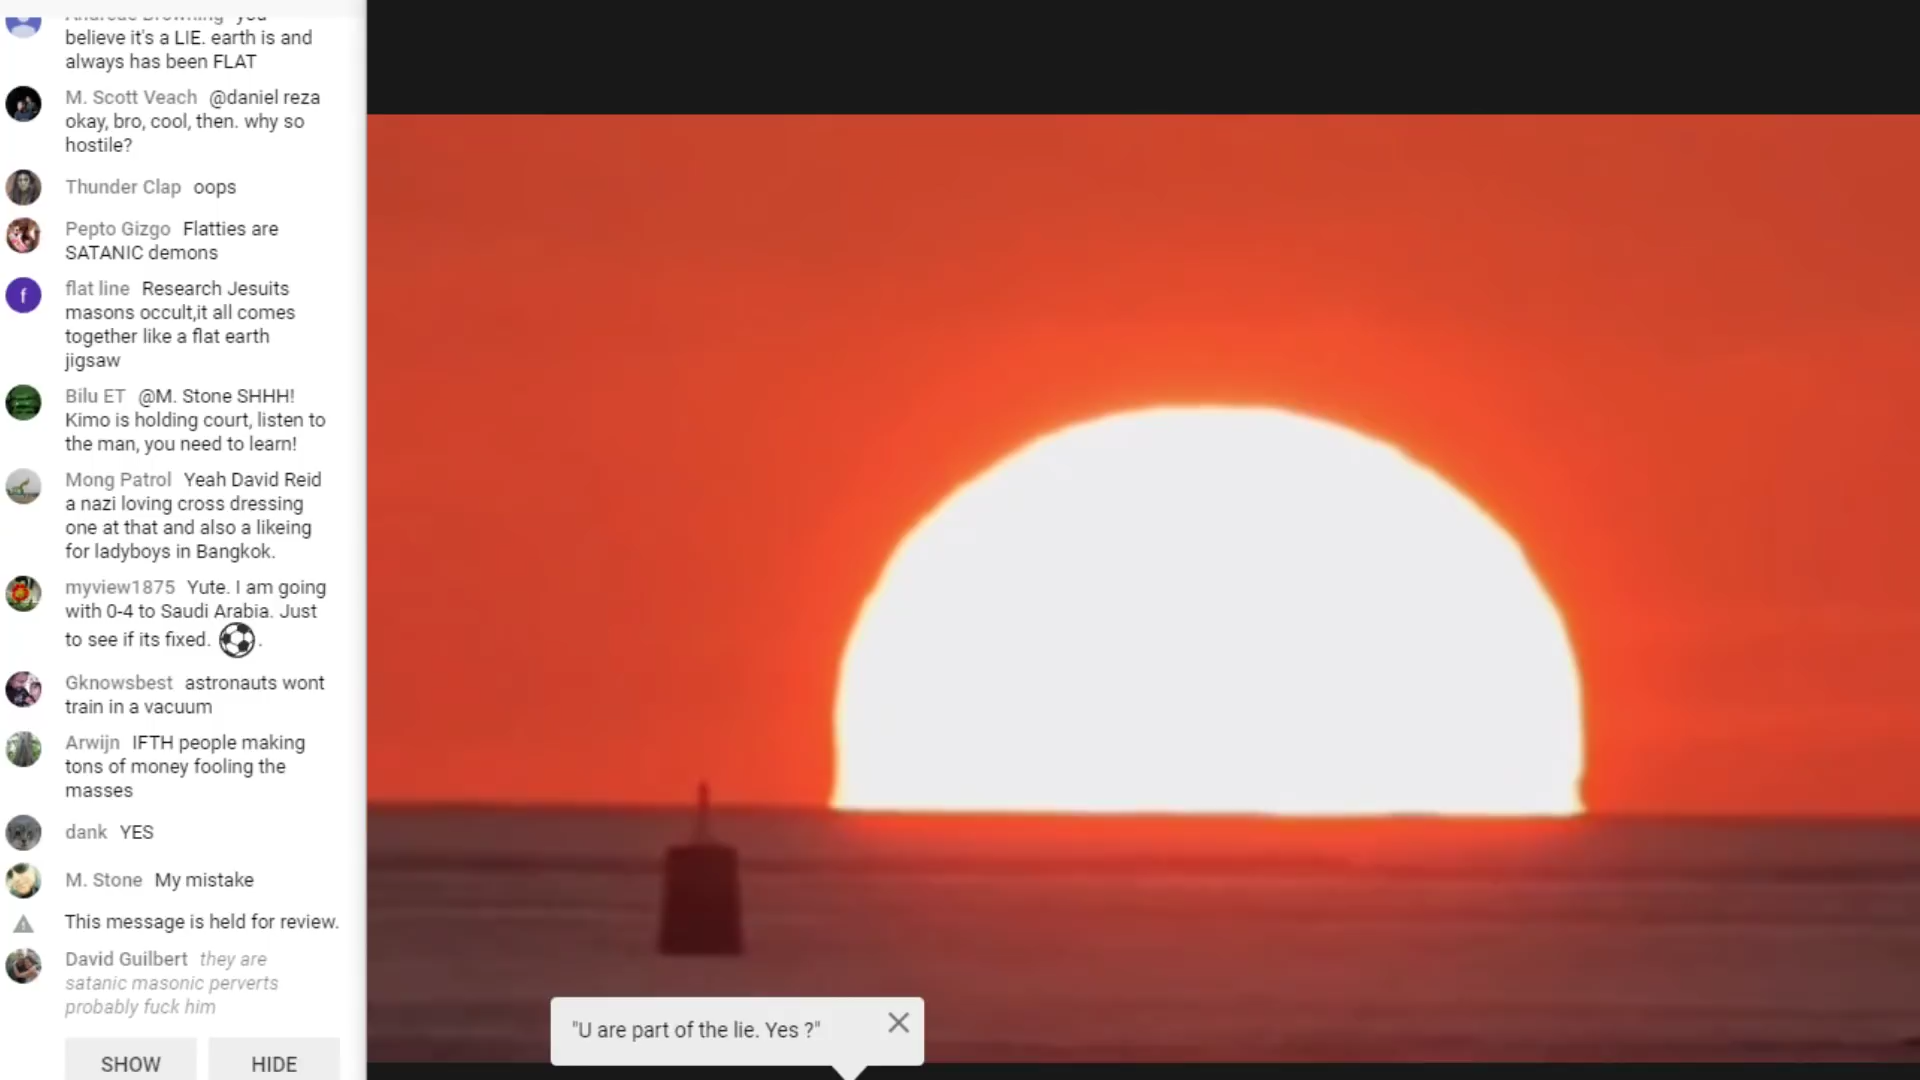 Andreae Browning you
believe it's a LIE. earth is and
always has been FLAT
M. Scott Veach @daniel reza
okay, bro, cool, then. why so
hostile?
Thunder Clap oops
Pepto Gizgo Flatties are
SATANIC demons
f
flat line Research Jesuits
masons occult,it all comes
together like a flat earth
jigsaw
Bilu ET @M. Stone SHHH!
Kimo is holding court, listen to
the man, you need to learn!
Mong Patrol Yeah David Reid
a nazi loving cross dressing
one at that and also a likeing
for ladyboys in Bangkok.
myview1875 Yute. I am going
with 0-4 to Saudi Arabia. Just
to see if its fixed. ⚽.
Gknowsbest astronauts wont
train in a vacuum
Arwijn IFTH people making
tons of money fooling the
masses
dank YES
M. Stone My mistake
This message is held for review.
David Guilbert they are
satanic masonic perverts
probably fuck him
SHOW HIDE
"U are part of the lie. Yes ?"